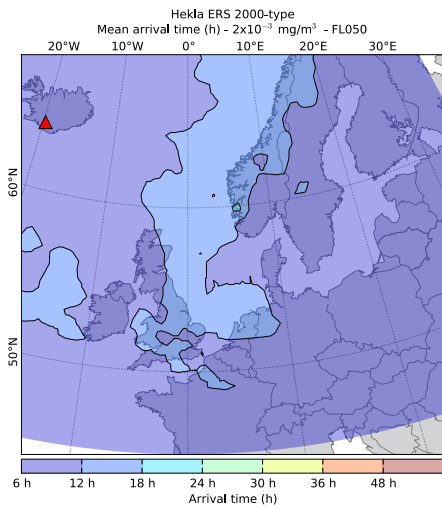 Hekla ERS 2000-type
Mean arrival time (h) - 2x10⁻³ mg/m³ - FL050
20°W 10°W 0° 10°E 20°E 30°E
60°N
50°N
6 h 12 h 18 h 24 h 30 h 36 h 48 h
Arrival time (h)